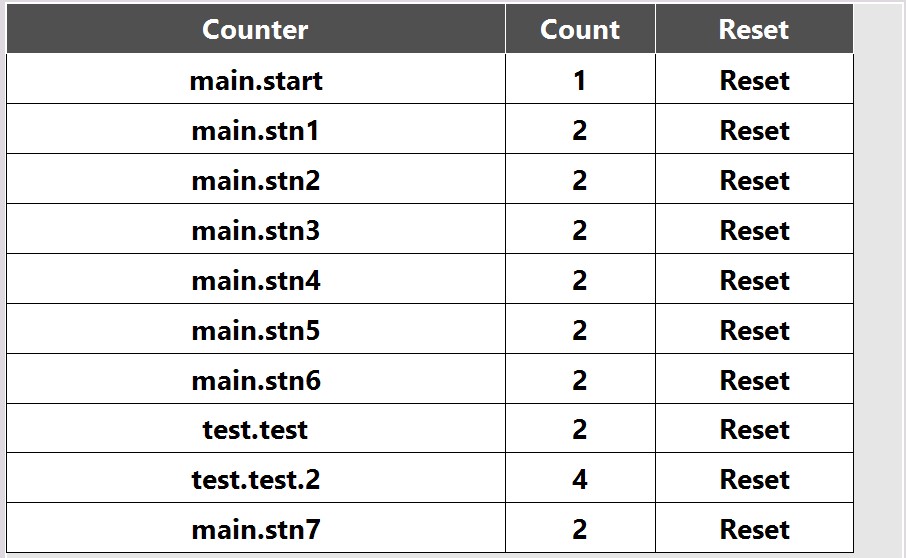 Counter Count Reset
main.start 1 Reset
main.stn1 2 Reset
main.stn2 2 Reset
main.stn3 2 Reset
main.stn4 2 Reset
main.stn5 2 Reset
main.stn6 2 Reset
test.test 2 Reset
test.test.2 4 Reset
main.stn7 2 Reset